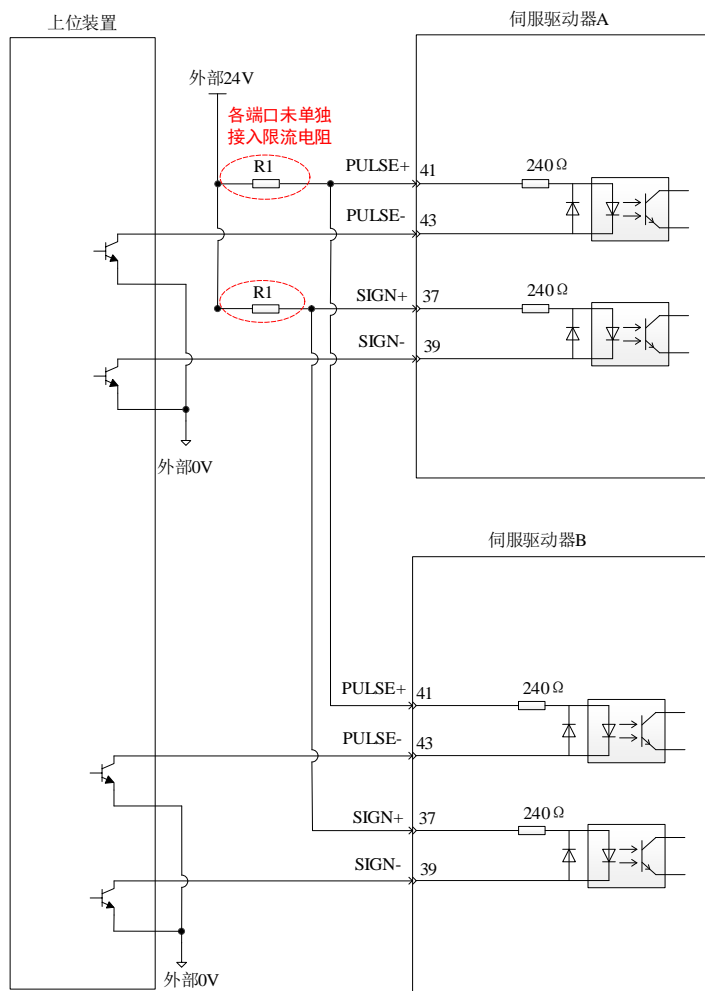 上位装置
伺服驱动器A
外部24V
各端口未单独
接入限流电阻
R1
PULSE+
41
240Ω
PULSE-
43
R1
SIGN+
37
240Ω
SIGN-
39
外部0V
伺服驱动器B
PULSE+
41
240Ω
PULSE-
43
SIGN+
37
240Ω
SIGN-
39
外部0V